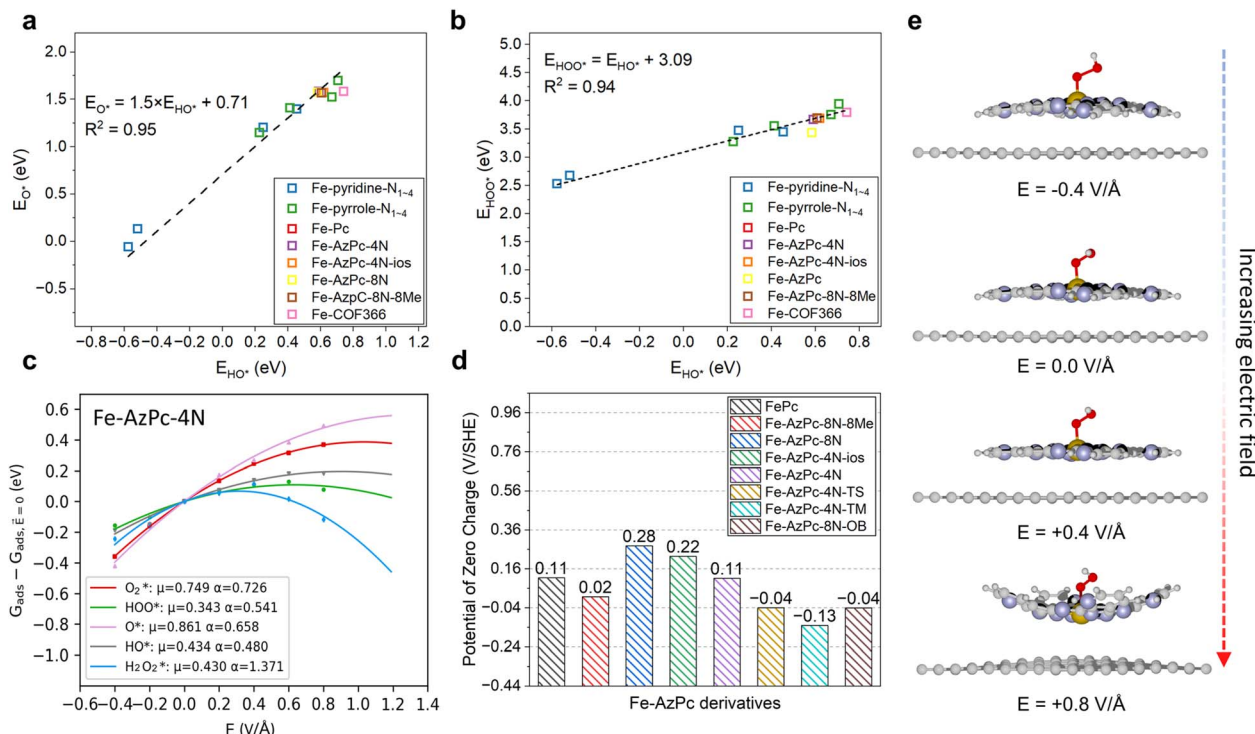 a
E_O* = 1.5×E_HO* + 0.71
R² = 0.95
E_O* (eV)
2.0
1.5
1.0
0.5
0.0
−0.5
−0.8 −0.6 −0.4 −0.2 0.0 0.2 0.4 0.6 0.8 1.0 1.2
E_HO* (eV)
Fe-pyridine-N₁~₄
Fe-pyrrole-N₁~₄
Fe-Pc
Fe-AzPc-4N
Fe-AzPc-4N-ios
Fe-AzPc-8N
Fe-AzpC-8N-8Me
Fe-COF366
b
E_HOO* = E_HO* + 3.09
R² = 0.94
E_HOO* (eV)
5.0
4.5
4.0
3.5
3.0
2.5
2.0
1.5
1.0
0.5
0.0
−0.8 −0.6 −0.4 −0.2 0.0 0.2 0.4 0.6 0.8 1.0 1.2
E_HO* (eV)
Fe-pyridine-N₁~₄
Fe-pyrrole-N₁~₄
Fe-Pc
Fe-AzPc-4N
Fe-AzPc-4N-ios
Fe-AzPc
Fe-AzPc-8N-8Me
Fe-COF366
c
Fe-AzPc-4N
G_ads − G_ads, E⃗=0 (eV)
0.6
0.4
0.2
0.0
−0.2
−0.4
−0.6
−0.8
−1.0
O₂*: μ=0.749 α=0.726
HOO*: μ=0.343 α=0.541
O*: μ=0.861 α=0.658
HO*: μ=0.434 α=0.480
H₂O₂*: μ=0.430 α=1.371
−0.6 −0.4 −0.2 0.0 0.2 0.4 0.6 0.8 1.0 1.2 1.4
E (V/Å)
d
Potential of Zero Charge (V/SHE)
0.96
0.76
0.56
0.36
0.16
−0.04
−0.24
−0.44
FePc
Fe-AzPc-8N-8Me
Fe-AzPc-8N
Fe-AzPc-4N-ios
Fe-AzPc-4N
Fe-AzPc-4N-TS
Fe-AzPc-4N-TM
Fe-AzPc-8N-OB
0.11 0.02 0.28 0.22 0.11 −0.04 −0.13 −0.04
Fe-AzPc derivatives
e
E = -0.4 V/Å
E = 0.0 V/Å
E = +0.4 V/Å
E = +0.8 V/Å
Increasing electric field